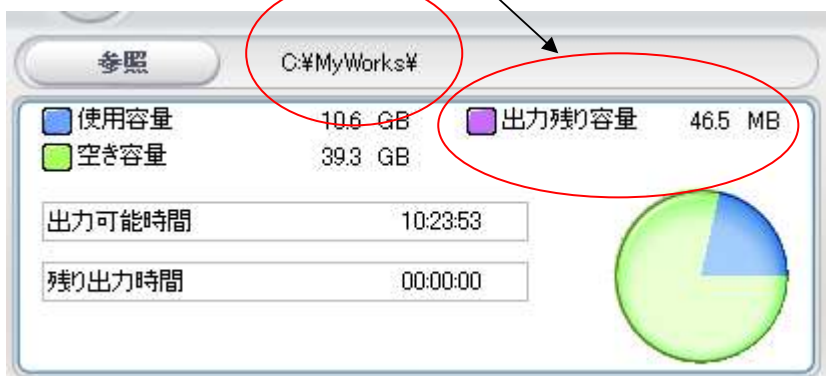 参照 C:¥MyWorks¥
使用容量 10.6 GB 出力残り容量 46.5 MB
空き容量 39.3 GB
出力可能時間 10:23:53
残り出力時間 00:00:00